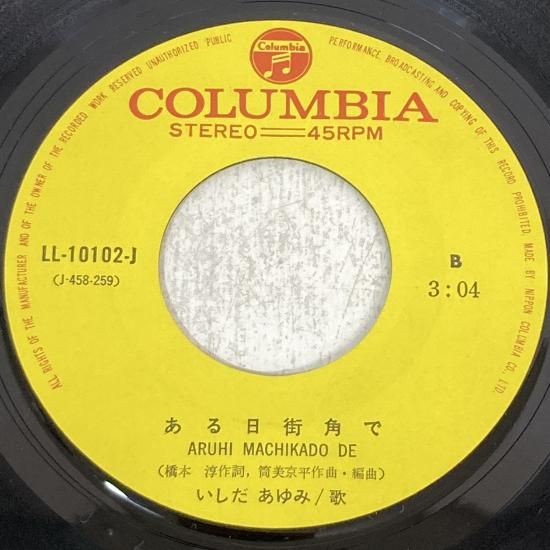 ALL RIGHTS OF THE MANUFACTURER AND OF THE OWNER OF THE RECORDED WORK RESERVED UNAUTHORIZED PUBLIC PERFORMANCE, BROADCASTING AND COPYING OF THIS RECORD PROHIBITED. MADE BY NIPPON COLUMBIA CO., LTD.
Columbia
COLUMBIA
STEREO 45RPM
LL-10102-J
(J-458-259)
B
3:04
ある日街角で
ARUHI MACHIKADO DE
(橋本 淳作詞, 筒美京平作曲・編曲)
いしだ あゆみ/歌